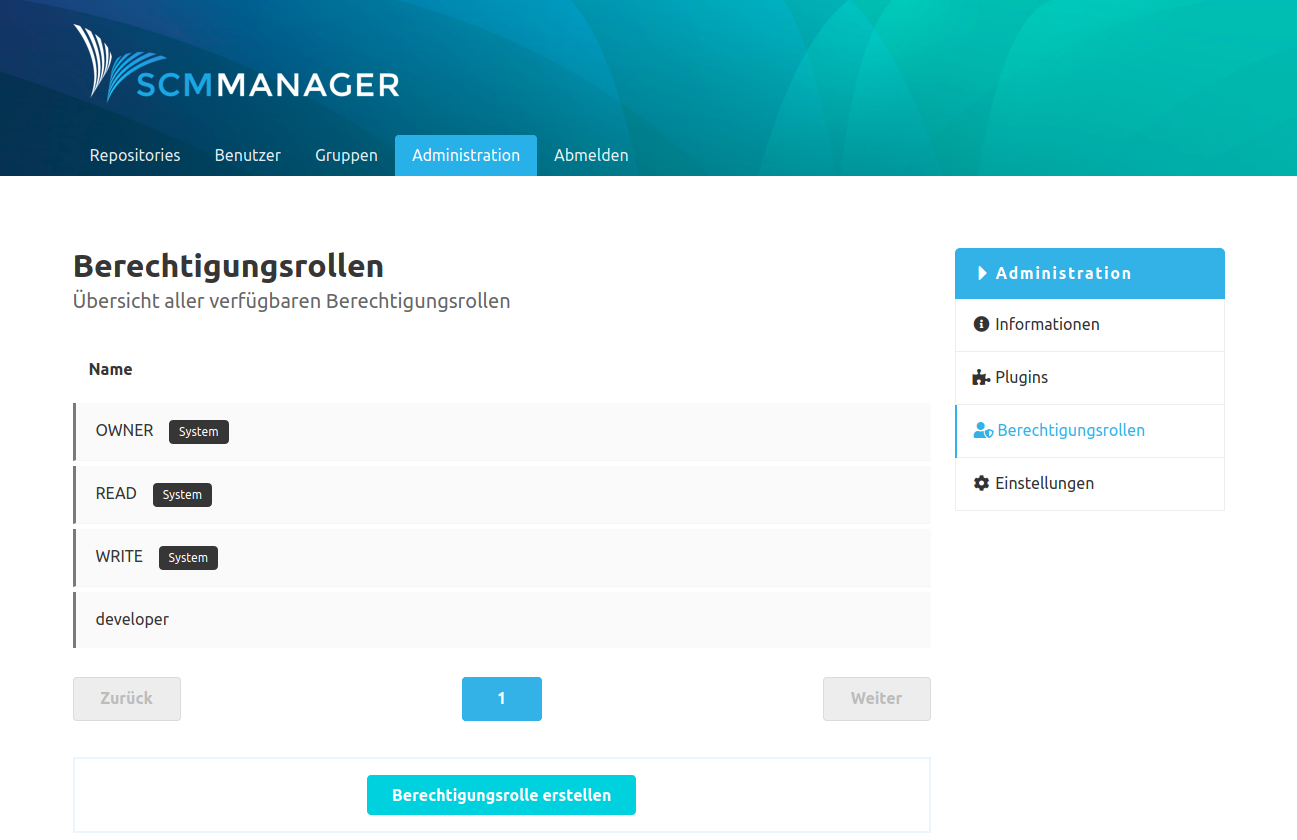 SCMMANAGER
Repositories Benutzer Gruppen Administration Abmelden
Berechtigungsrollen
Übersicht aller verfügbaren Berechtigungsrollen
Name
OWNER System
READ System
WRITE System
developer
Zurück 1 Weiter
Berechtigungsrolle erstellen
Administration
Informationen
Plugins
Berechtigungsrollen
Einstellungen